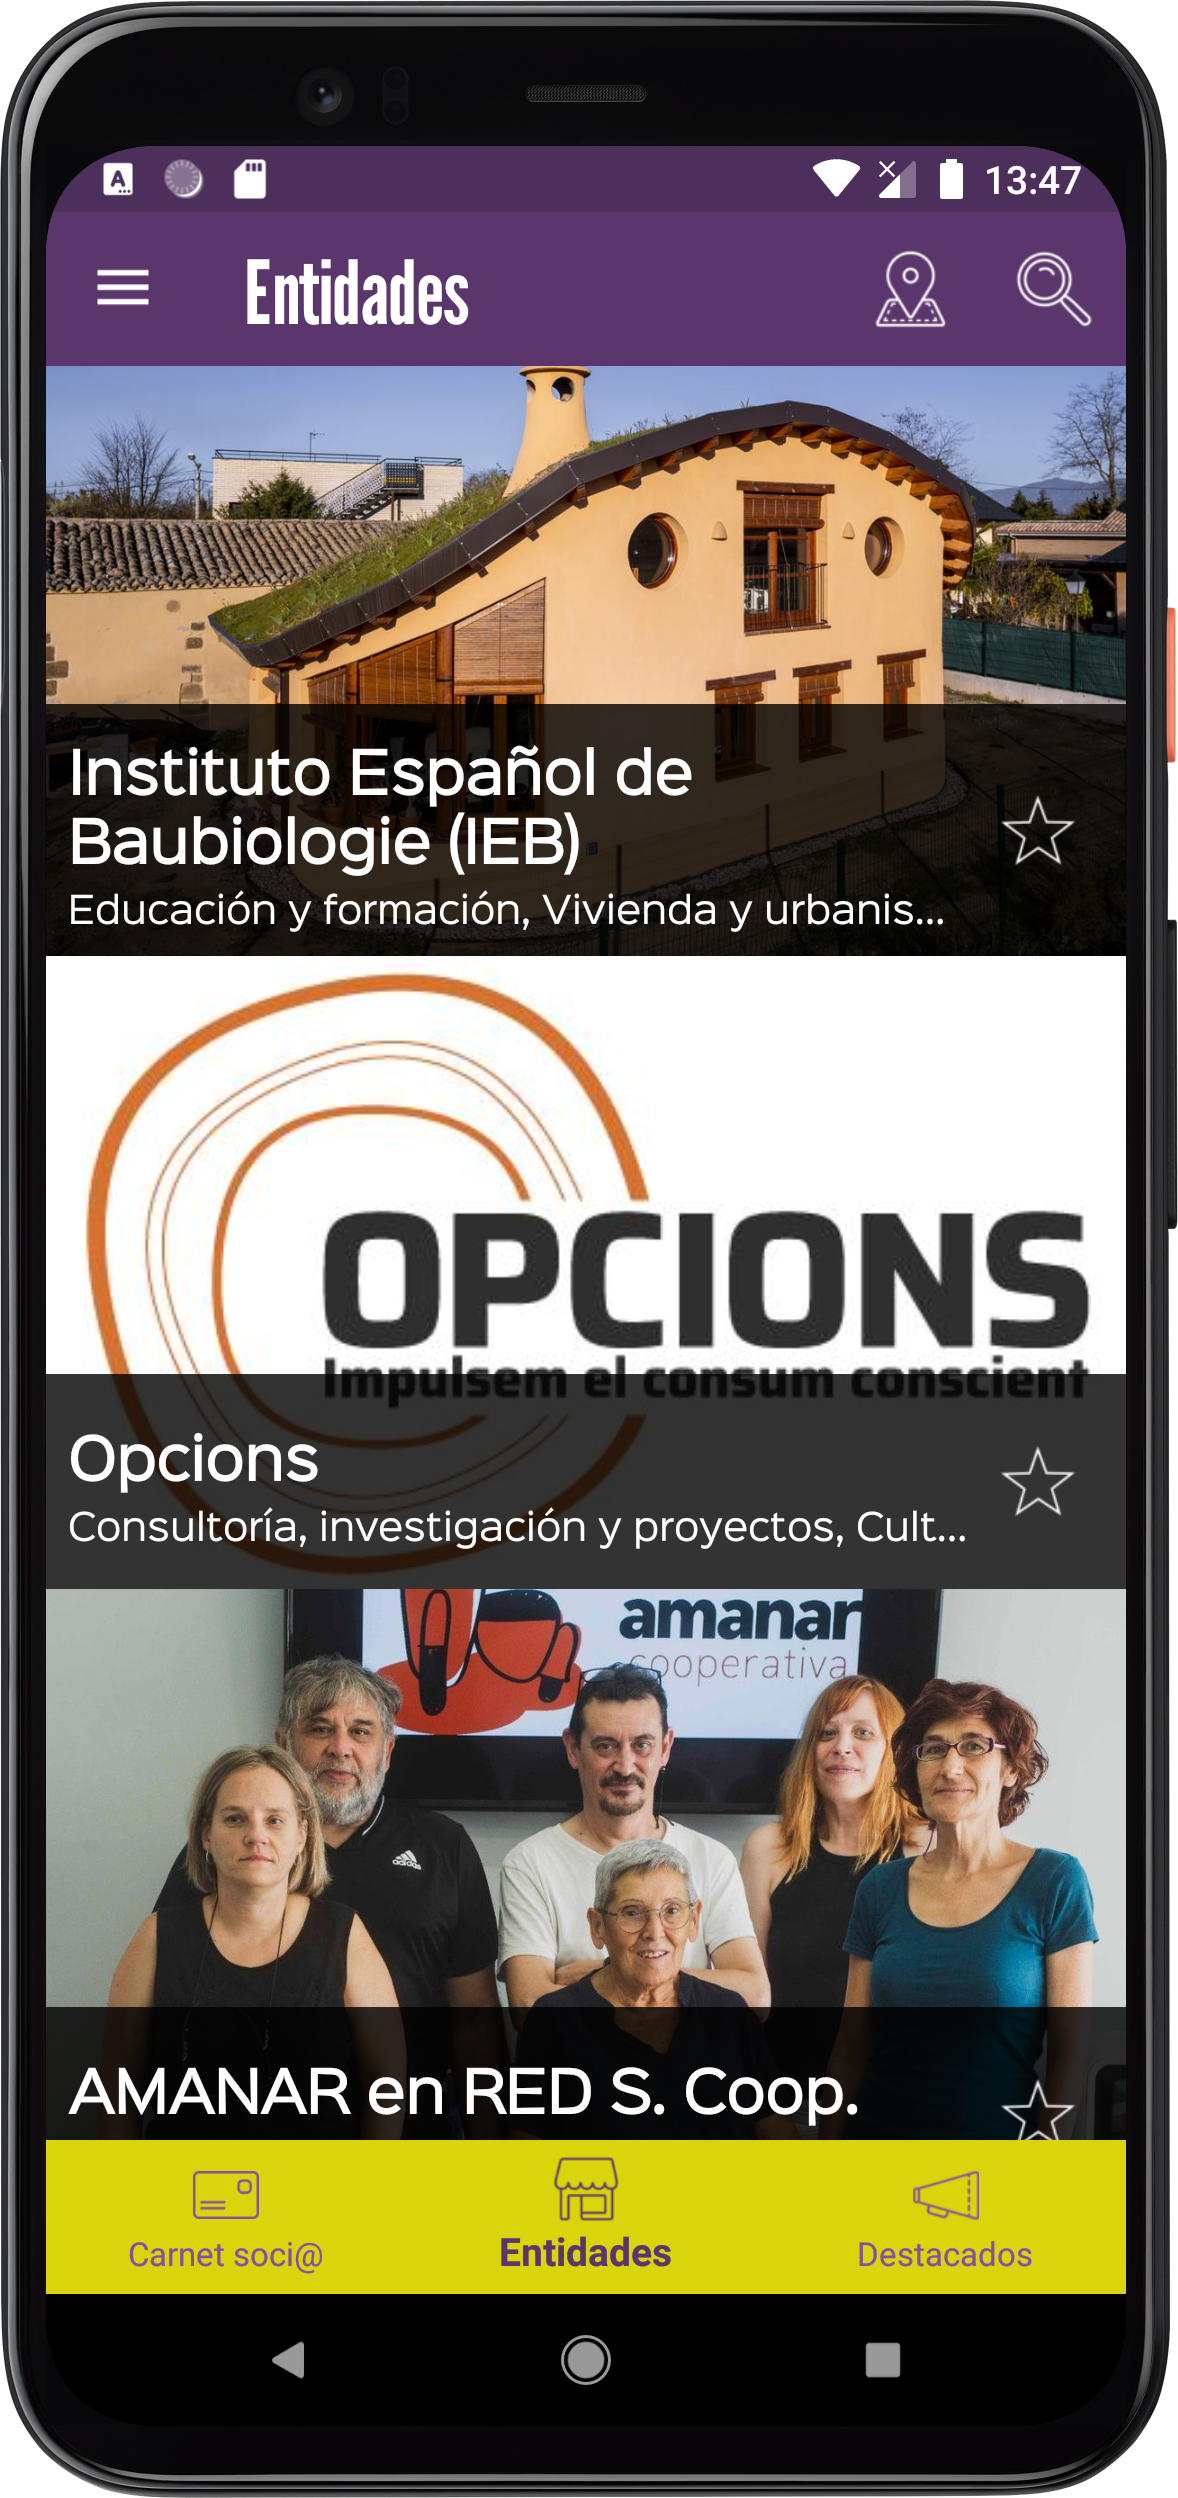 13:47
Entidades
Instituto Español de
Baubiologie (IEB)
Educación y formación, Vivienda y urbanis...
OPCIONS
Impulsem el consum conscient
Opcions
Consultoría, investigación y proyectos, Cult...
amanar
cooperativa
adidas
AMANAR en RED S. Coop.
Carnet soci@
Entidades
Destacados